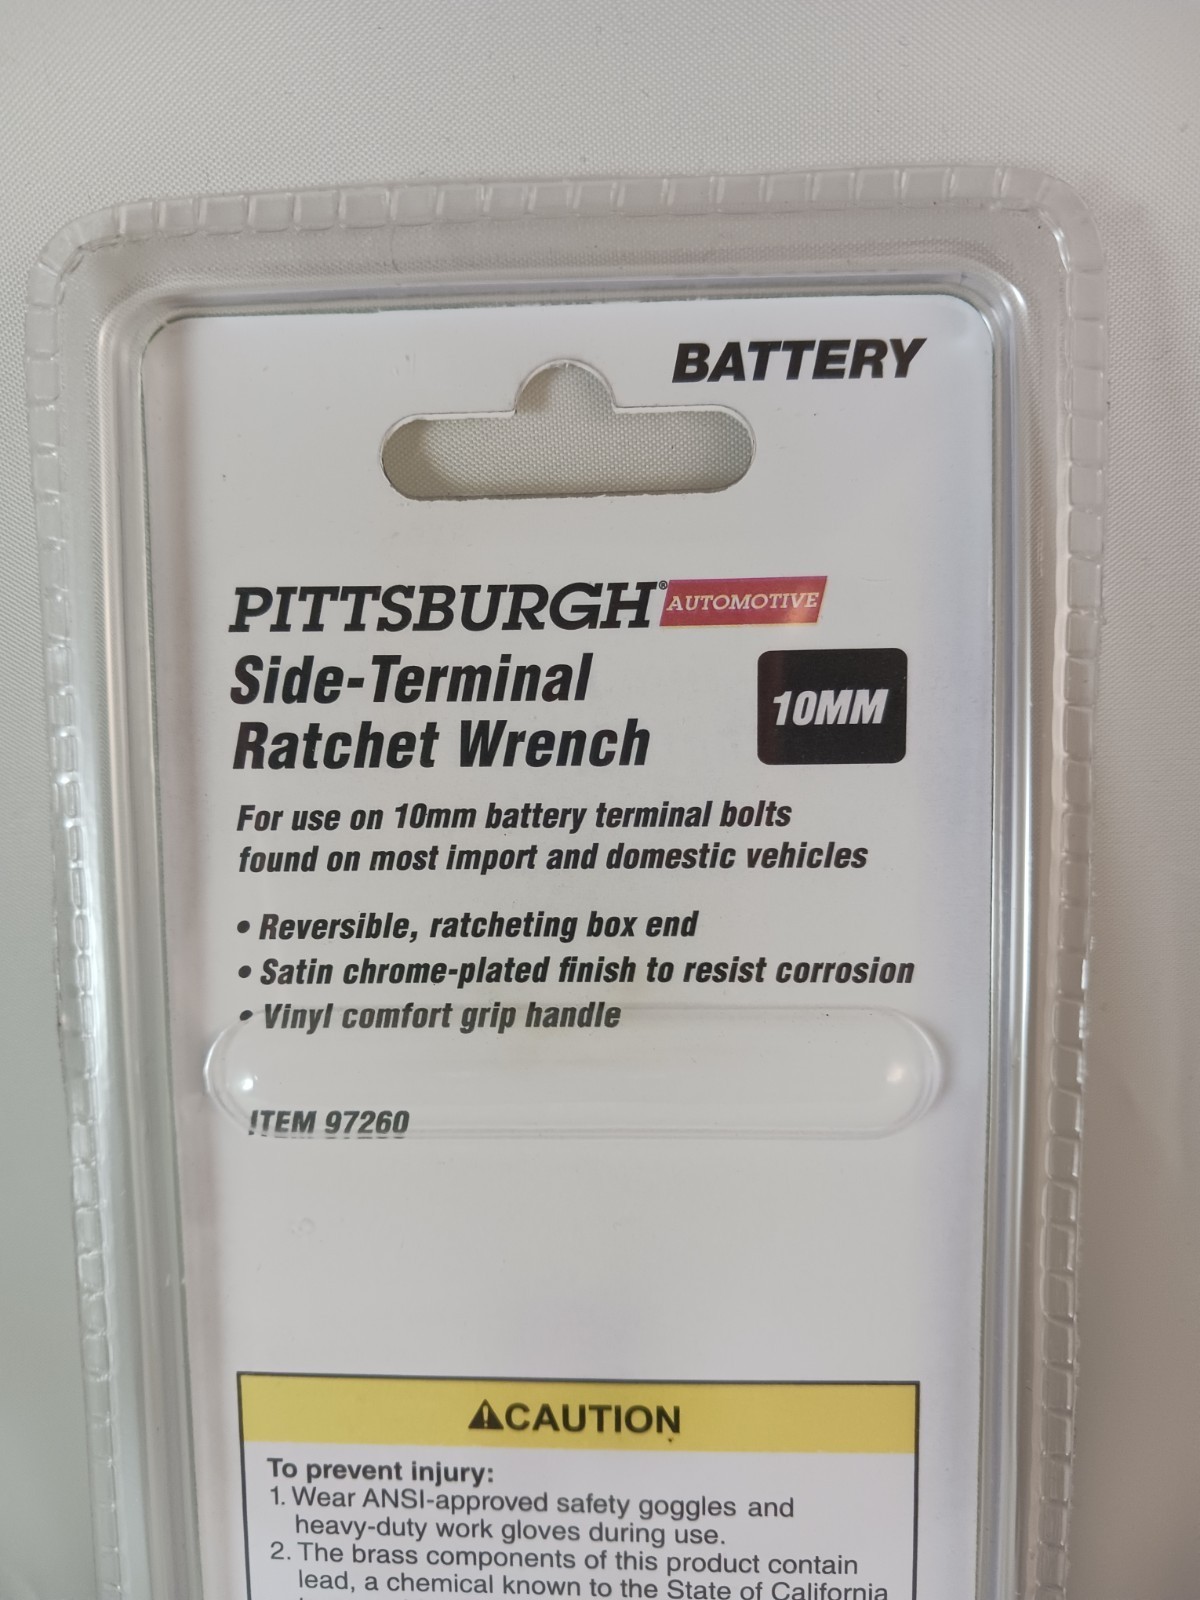 BATTERY
PITTSBURGH® AUTOMOTIVE
Side-Terminal
Ratchet Wrench
10MM
For use on 10mm battery terminal bolts
found on most import and domestic vehicles
• Reversible, ratcheting box end
• Satin chrome-plated finish to resist corrosion
• Vinyl comfort grip handle
ITEM 97260
⚠CAUTION
To prevent injury:
1. Wear ANSI-approved safety goggles and
heavy-duty work gloves during use.
2. The brass components of this product contain
lead, a chemical known to the State of California